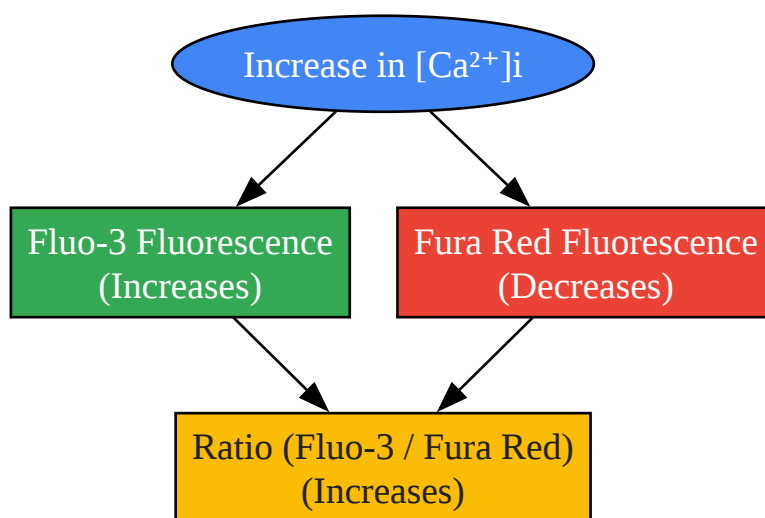 Increase in [Ca²⁺]i
Fluo-3 Fluorescence
(Increases)
Fura Red Fluorescence
(Decreases)
Ratio (Fluo-3 / Fura Red)
(Increases)